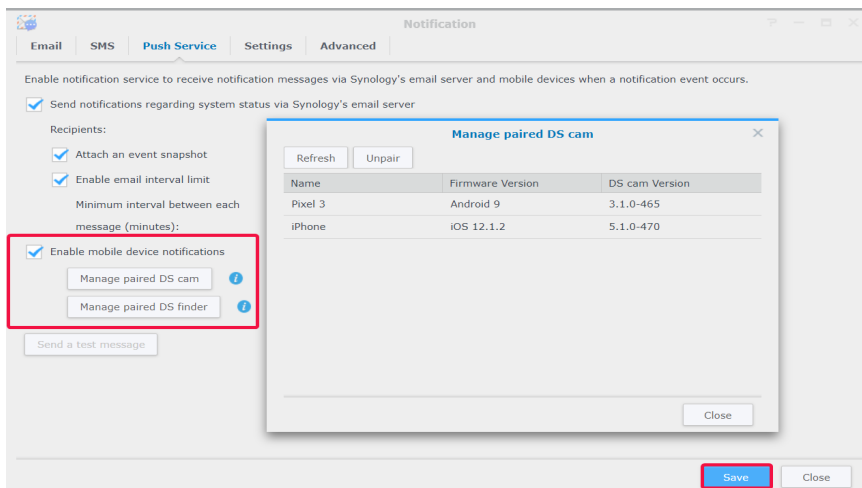 Notification
Email SMS Push Service Settings Advanced
Enable notification service to receive notification messages via Synology's email server and mobile devices when a notification event occurs.
Send notifications regarding system status via Synology's email server
Recipients:
Attach an event snapshot
Enable email interval limit
Minimum interval between each
message (minutes):
Enable mobile device notifications
Manage paired DS cam
Manage paired DS finder
Send a test message
Manage paired DS cam
Refresh Unpair
Name Firmware Version DS cam Version
Pixel 3 Android 9 3.1.0-465
iPhone iOS 12.1.2 5.1.0-470
Close
Save Close